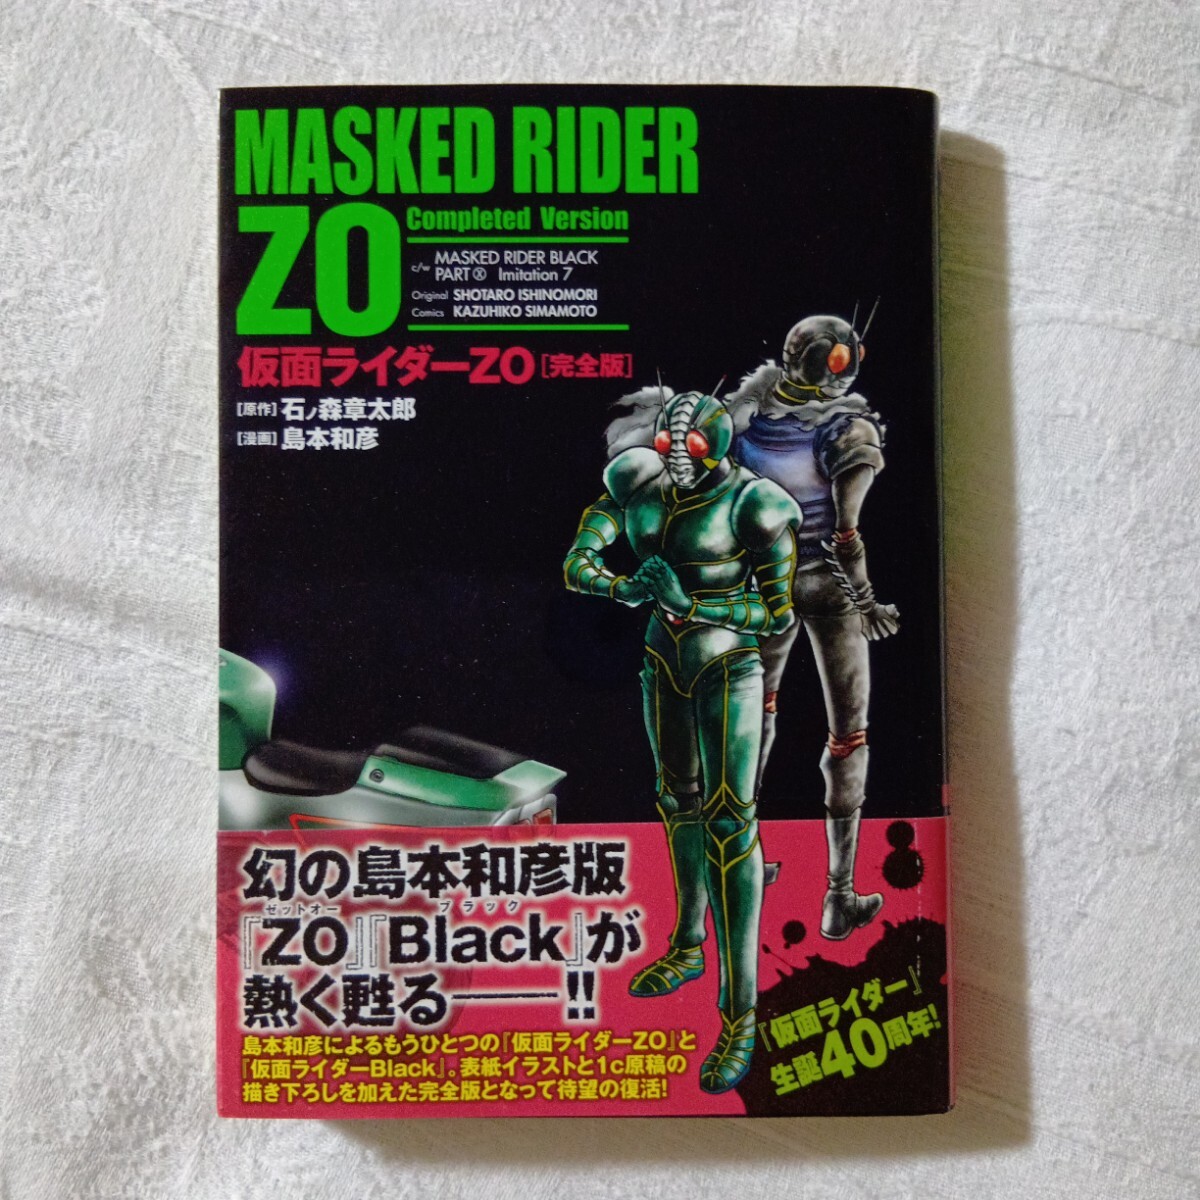 MASKED RIDER
ZO
Completed Version
c/w MASKED RIDER BLACK
PART Ⓧ Imitation 7
Original SHOTARO ISHINOMORI
Comics KAZUHIKO SIMAMOTO
仮面ライダーZO[完全版]
[原作]石ノ森章太郎
[漫画]島本和彦
幻の島本和彦版
ゼットオー ブラック
『ZO』『Black』が
熱く甦る――!!
島本和彦によるもうひとつの『仮面ライダーZO』と
『仮面ライダーBlack』。表紙イラストと1c原稿の
描き下ろしを加えた完全版となって待望の復活!
『仮面ライダー』
生誕40周年!